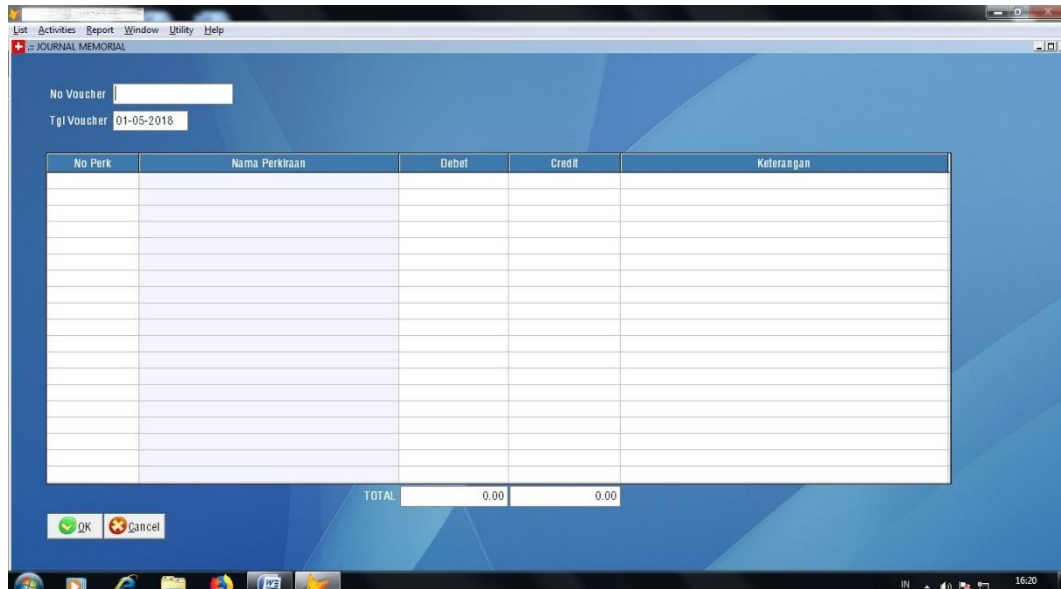 List Activities Report Window Utility Help
.:: JOURNAL MEMORIAL
No Voucher
Tgl Voucher 01-05-2018
No Perk Nama Perkiraan Debet Credit Keterangan
TOTAL 0.00 0.00
OK Cancel
IN 16:20